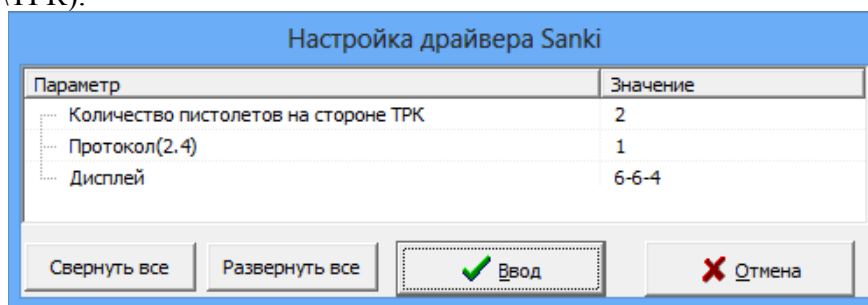 ТРК).
Настройка драйвера Sanki
Параметр Значение
Количество пистолетов на стороне ТРК 2
Протокол(2.4) 1
Дисплей 6-6-4
Свернуть все Развернуть все Ввод Отмена